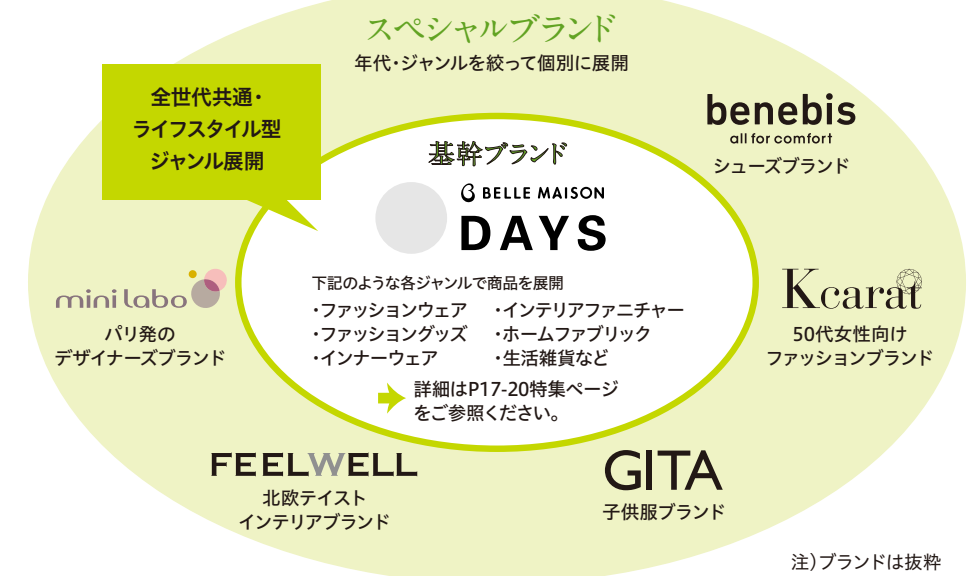 スペシャルブランド
年代・ジャンルを絞って個別に展開
全世代共通・
ライフスタイル型
ジャンル展開
基幹ブランド
BELLE MAISON
DAYS
下記のような各ジャンルで商品を展開
・ファッションウェア
・ファッショングッズ
・インナーウェア
・インテリアファニチャー
・ホームファブリック
・生活雑貨など
詳細はP17-20特集ページ
をご参照ください。
benebis
all for comfort
シューズブランド
mini labo
パリ発の
デザイナーズブランド
Kcarat
50代女性向け
ファッションブランド
FEELWELL
北欧テイスト
インテリアブランド
GITA
子供服ブランド
注)ブランドは抜粋